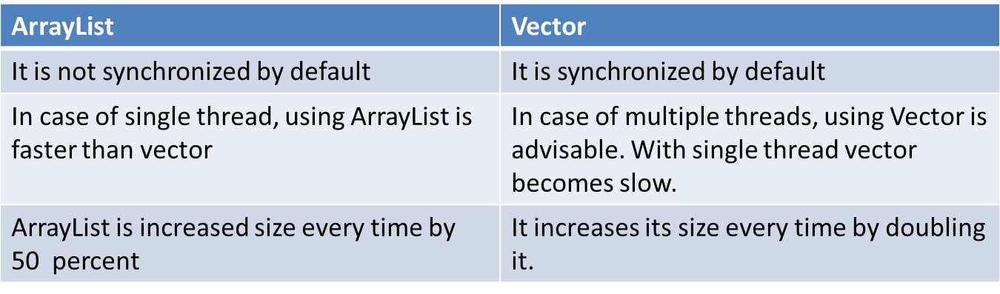 ArrayList
Vector
It is not synchronized by default
It is synchronized by default
In case of single thread, using ArrayList is
faster than vector
In case of multiple threads, using Vector is
advisable. With single thread vector
becomes slow.
ArrayList is increased size every time by
50 percent
It increases its size every time by doubling
it.